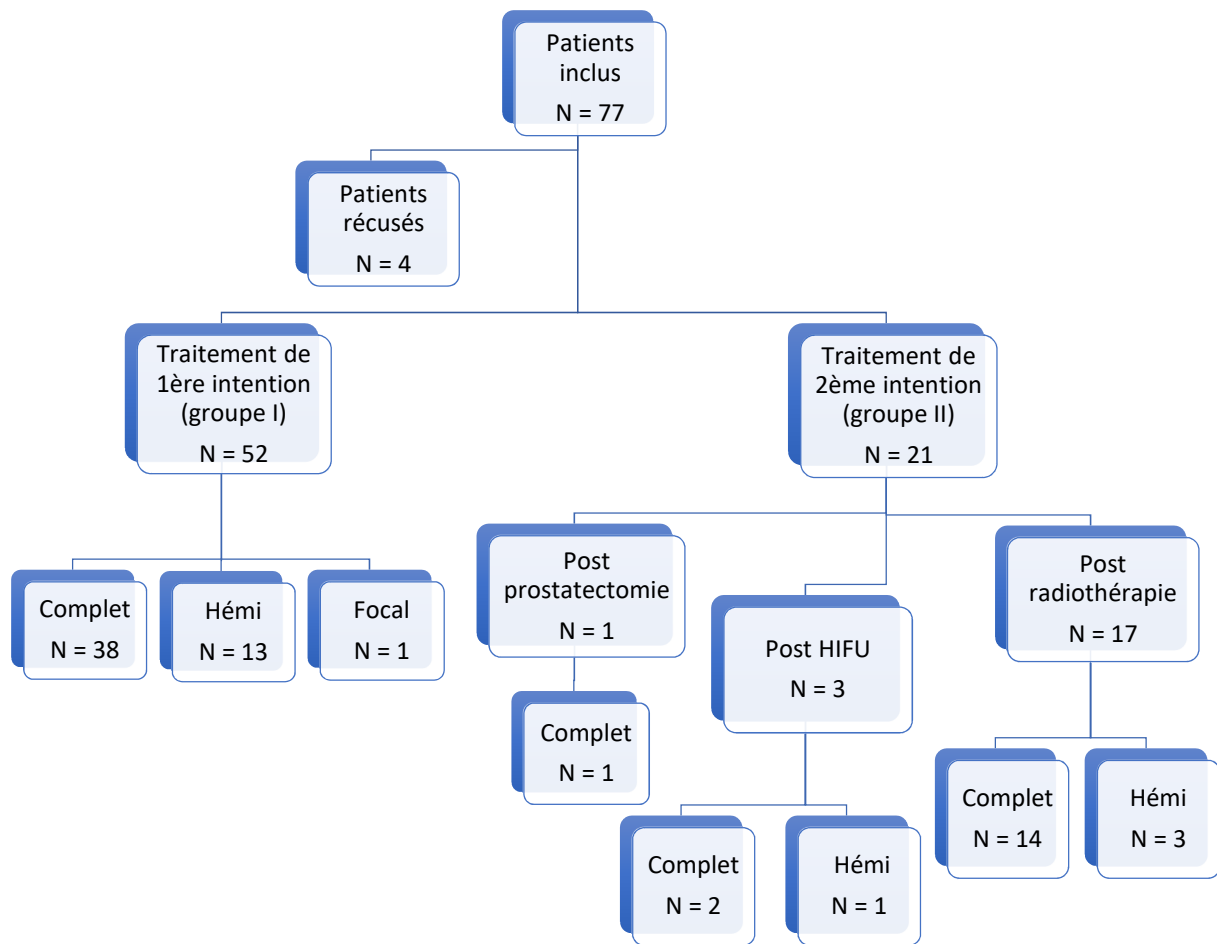 Patients
inclus
N = 77
Patients
récusés
N = 4
Traitement de
1ère intention
(groupe I)
N = 52
Traitement de
2ème intention
(groupe II)
N = 21
Complet
N = 38
Hémi
N = 13
Focal
N = 1
Post
prostatectomie
N = 1
Complet
N = 1
Post HIFU
N = 3
Complet
N = 2
Hémi
N = 1
Post
radiothérapie
N = 17
Complet
N = 14
Hémi
N = 3